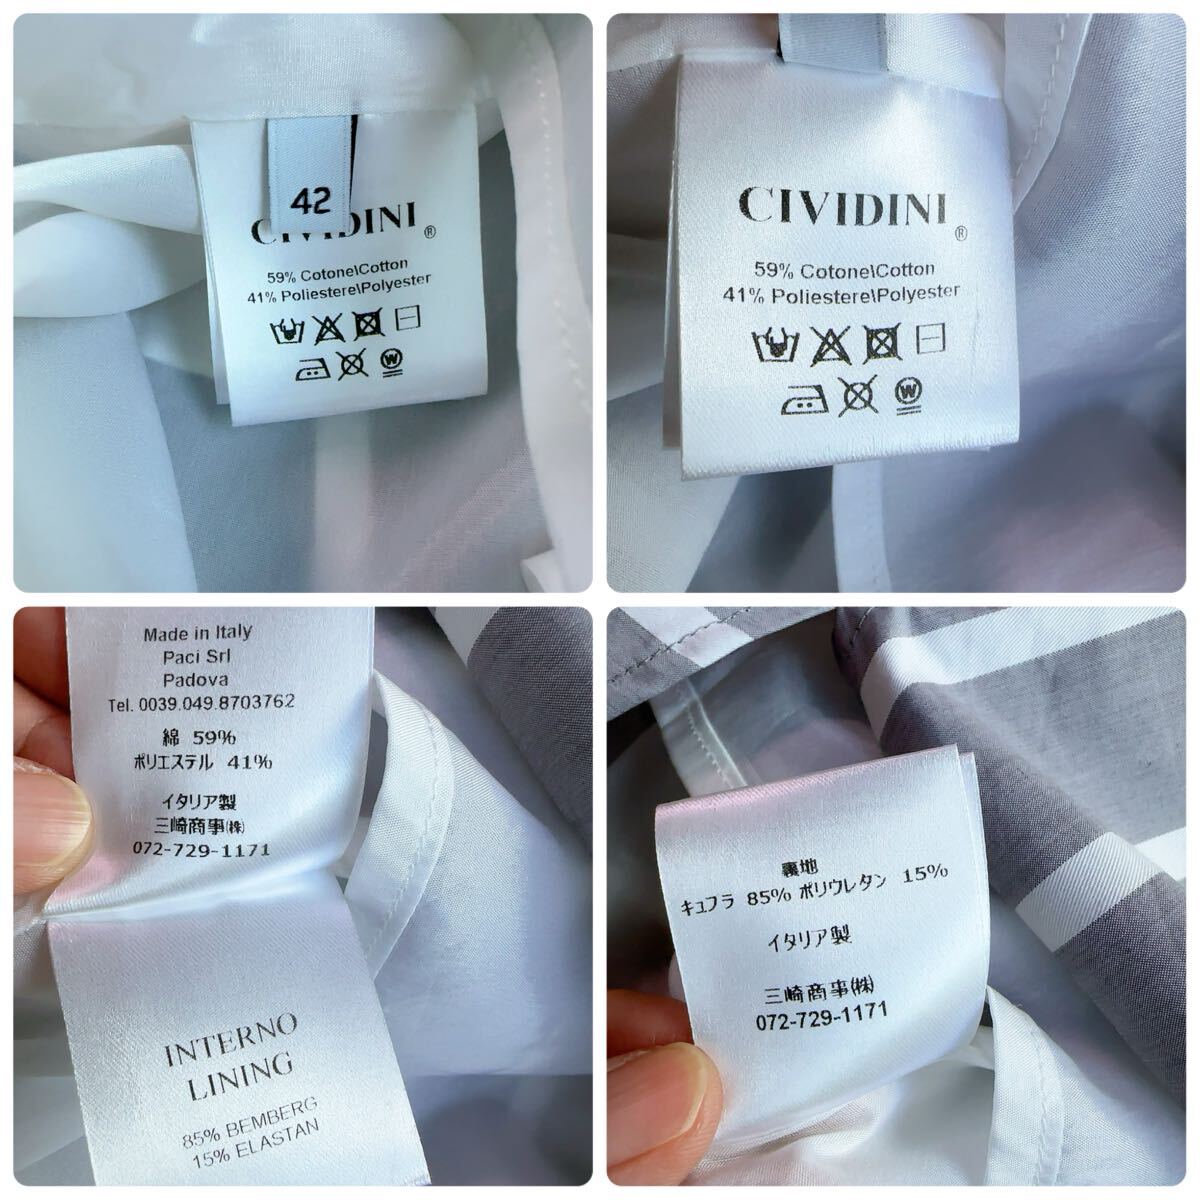 42
CIVIDINI
®
59% Cotone\Cotton
41% Poliestere\Polyester
W
CIVIDINI
®
59% Cotone\Cotton
41% Poliestere\Polyester
W
Made in Italy
Paci Srl
Padova
Tel. 0039.049.8703762
綿 59%
ポリエステル 41%
イタリア製
三崎商事㈱
072-729-1171
INTERNO
LINING
85% BEMBERG
15% ELASTAN
裏地
キュプラ 85% ポリウレタン 15%
イタリア製
三崎商事㈱
072-729-1171